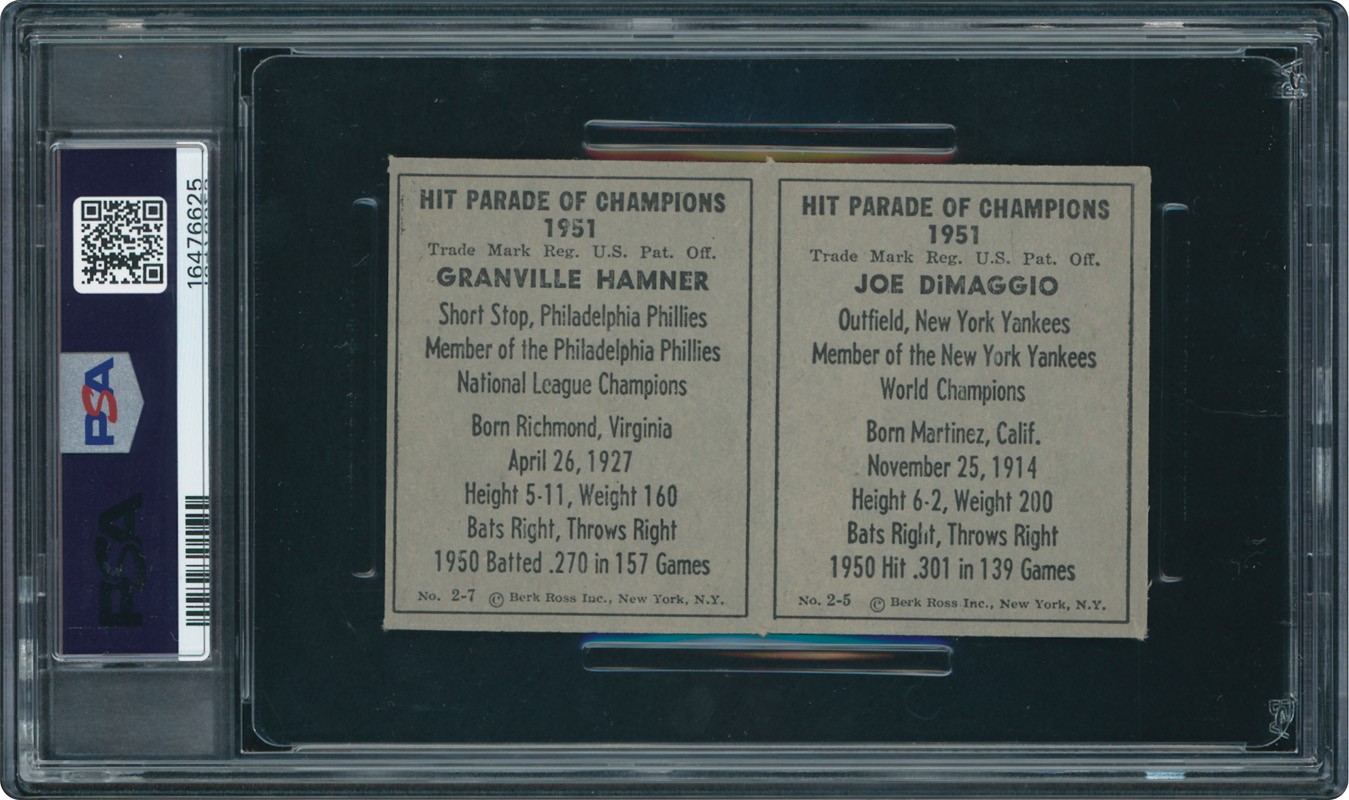 16476625
PSA
PSA
HIT PARADE OF CHAMPIONS
1951
Trade Mark Reg. U.S. Pat. Off.
GRANVILLE HAMNER
Short Stop, Philadelphia Phillies
Member of the Philadelphia Phillies
National League Champions
Born Richmond, Virginia
April 26, 1927
Height 5-11, Weight 160
Bats Right, Throws Right
1950 Batted .270 in 157 Games
No. 2-7 © Berk Ross Inc., New York, N.Y.
HIT PARADE OF CHAMPIONS
1951
Trade Mark Reg. U.S. Pat. Off.
JOE DiMAGGIO
Outfield, New York Yankees
Member of the New York Yankees
World Champions
Born Martinez, Calif.
November 25, 1914
Height 6-2, Weight 200
Bats Right, Throws Right
1950 Hit .301 in 139 Games
No. 2-5 © Berk Ross Inc., New York, N.Y.